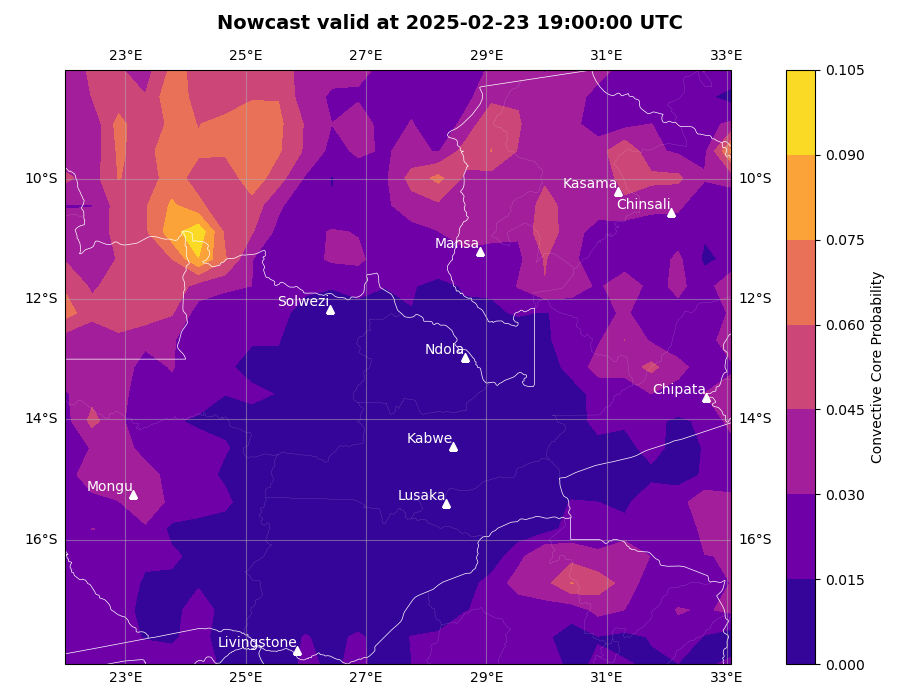 Nowcast valid at 2025-02-23 19:00:00 UTC
23°E 25°E 27°E 29°E 31°E 33°E
0.105
0.090
10°S Kasama 10°S
Chinsali
0.075
Mansa
12°S Solwezi 12°S
0.060
Ndola
Chipata
0.045
14°S 14°S
Kabwe
Mongu
Lusaka
0.030
16°S 16°S
0.015
Livingstone
0.000
23°E 25°E 27°E 29°E 31°E 33°E
Convective Core Probability